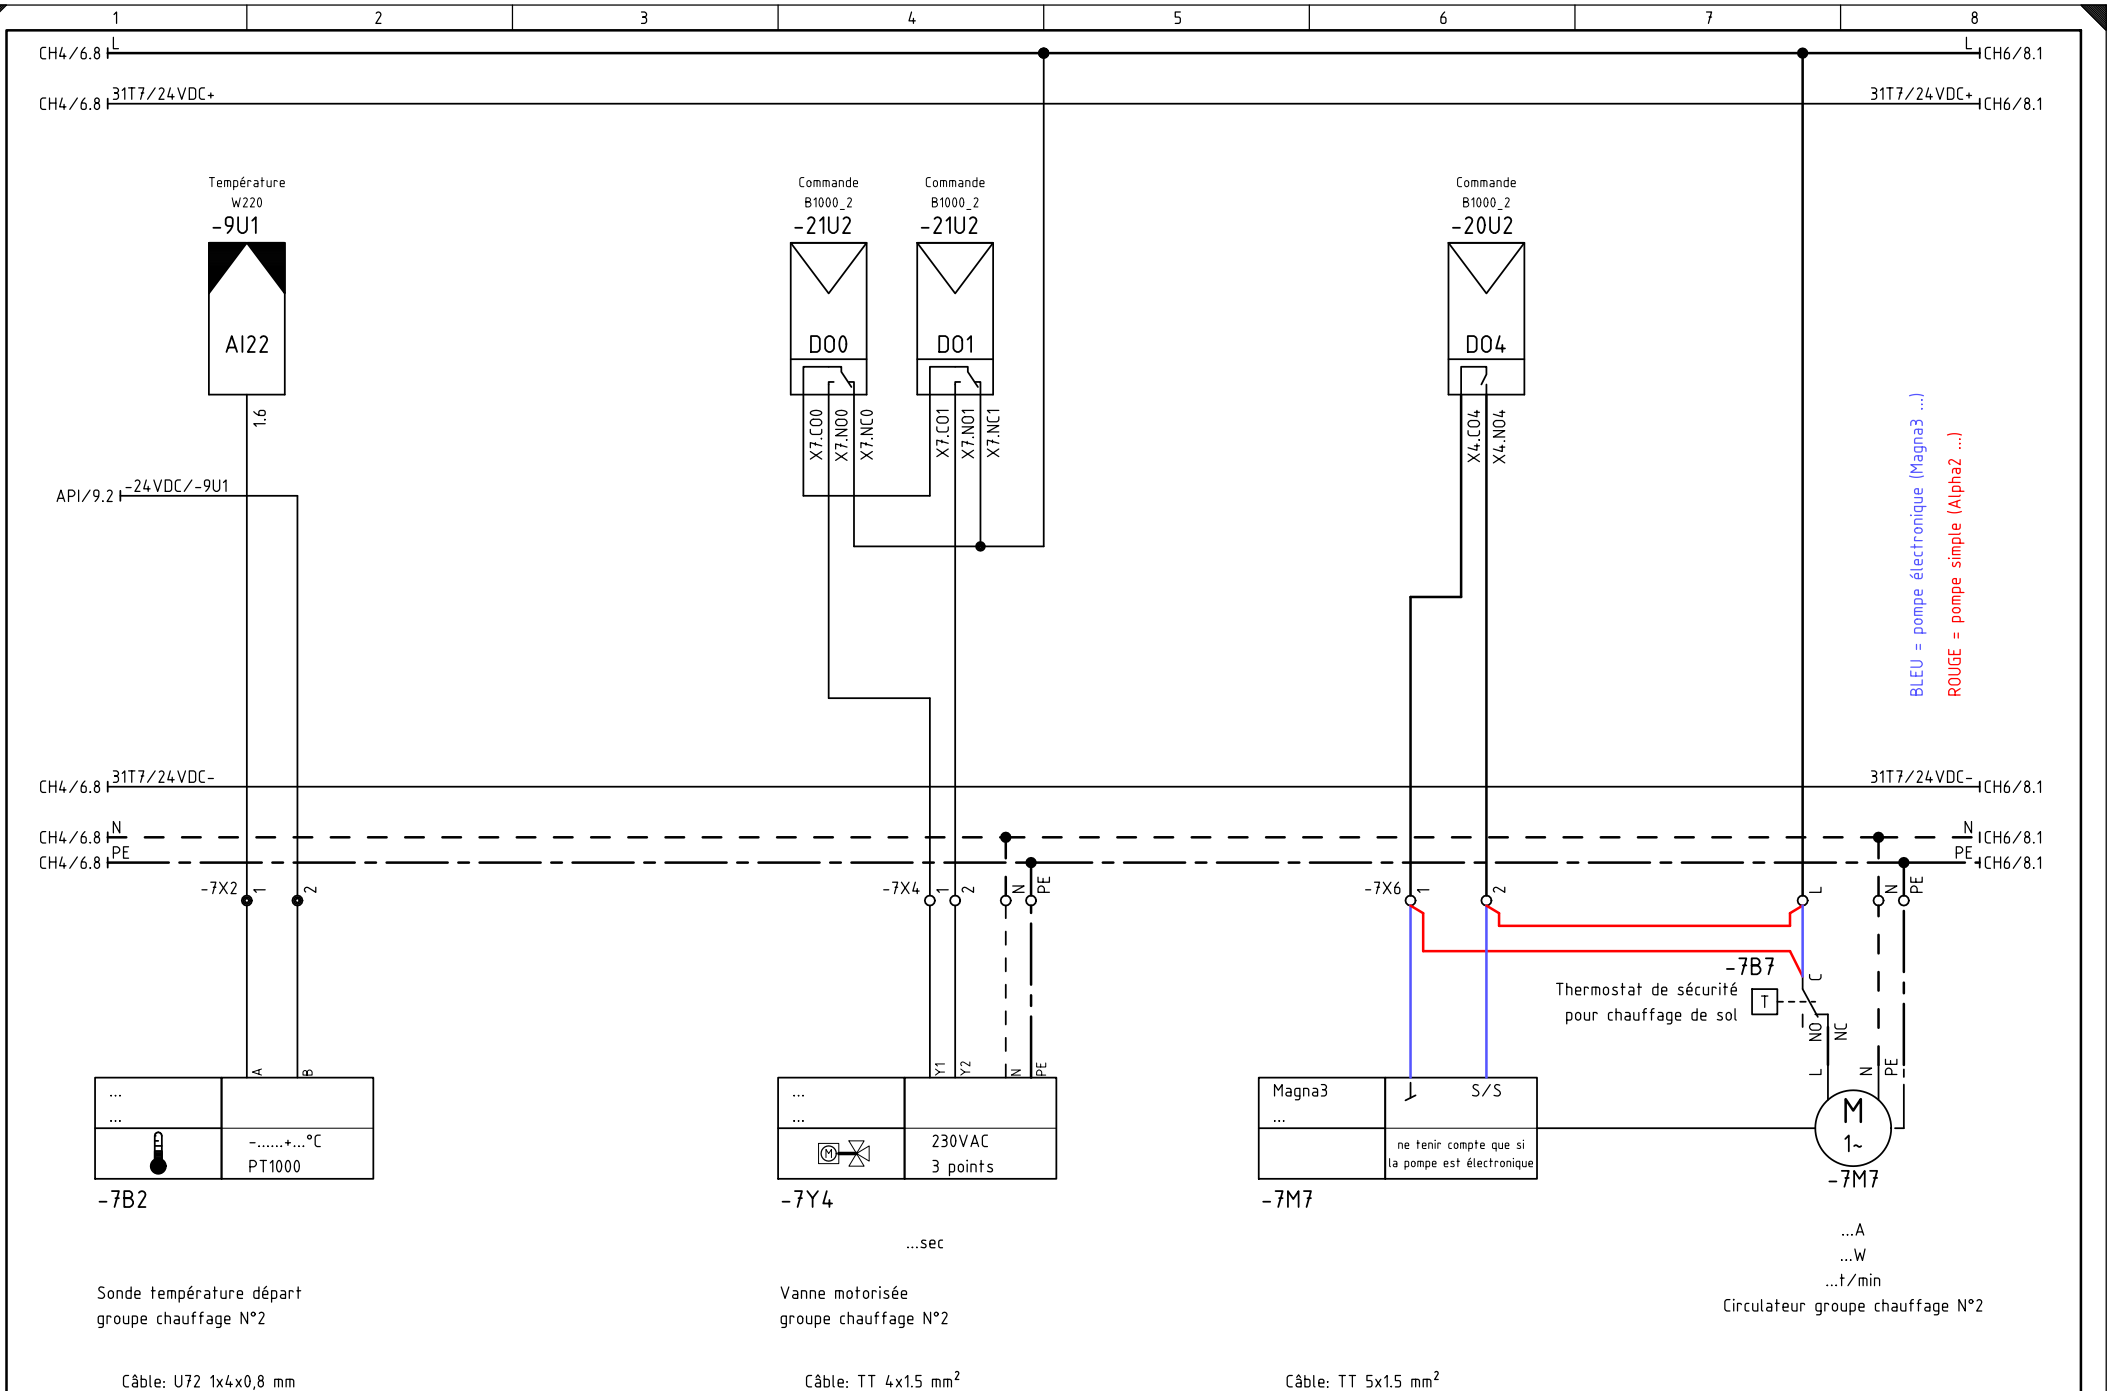 1 2 3 4 5 6 7 8
CH4/6.8 L L CH6/8.1
CH4/6.8 31T7/24VDC+ 31T7/24VDC+ CH6/8.1
Température
W220
-9U1
AI22
1.6
API/9.2 -24VDC/-9U1
Commande
B1000_2
-21U2
DO0
X7.CO0
X7.NO0
X7.NC0
Commande
B1000_2
-21U2
DO1
X7.CO1
X7.NO1
X7.NC1
Commande
B1000_2
-20U2
DO4
X4.CO4
X4.NO4
BLEU = pompe électronique (Magna3 ...)
ROUGE = pompe simple (Alpha2 ...)
CH4/6.8 31T7/24VDC- 31T7/24VDC- CH6/8.1
CH4/6.8 N N CH6/8.1
CH4/6.8 PE PE CH6/8.1
-7X2 1 2
-7X4 1 2 N PE
-7X6 1 2 L N PE
-7B7 C
Thermostat de sécurité
pour chauffage de sol
T
NO NC
A B
...
...
-......+...°C
PT1000
-7B2
Sonde température départ
groupe chauffage N°2
Câble: U72 1x4x0,8 mm
Y1 Y2 N PE
...
...
M
230VAC
3 points
-7Y4
...sec
Vanne motorisée
groupe chauffage N°2
Câble: TT 4x1.5 mm²
Magna3 S/S
...
ne tenir compte que si
la pompe est électronique
-7M7
Câble: TT 5x1.5 mm²
L N PE
M
1~
-7M7
...A
...W
...t/min
Circulateur groupe chauffage N°2